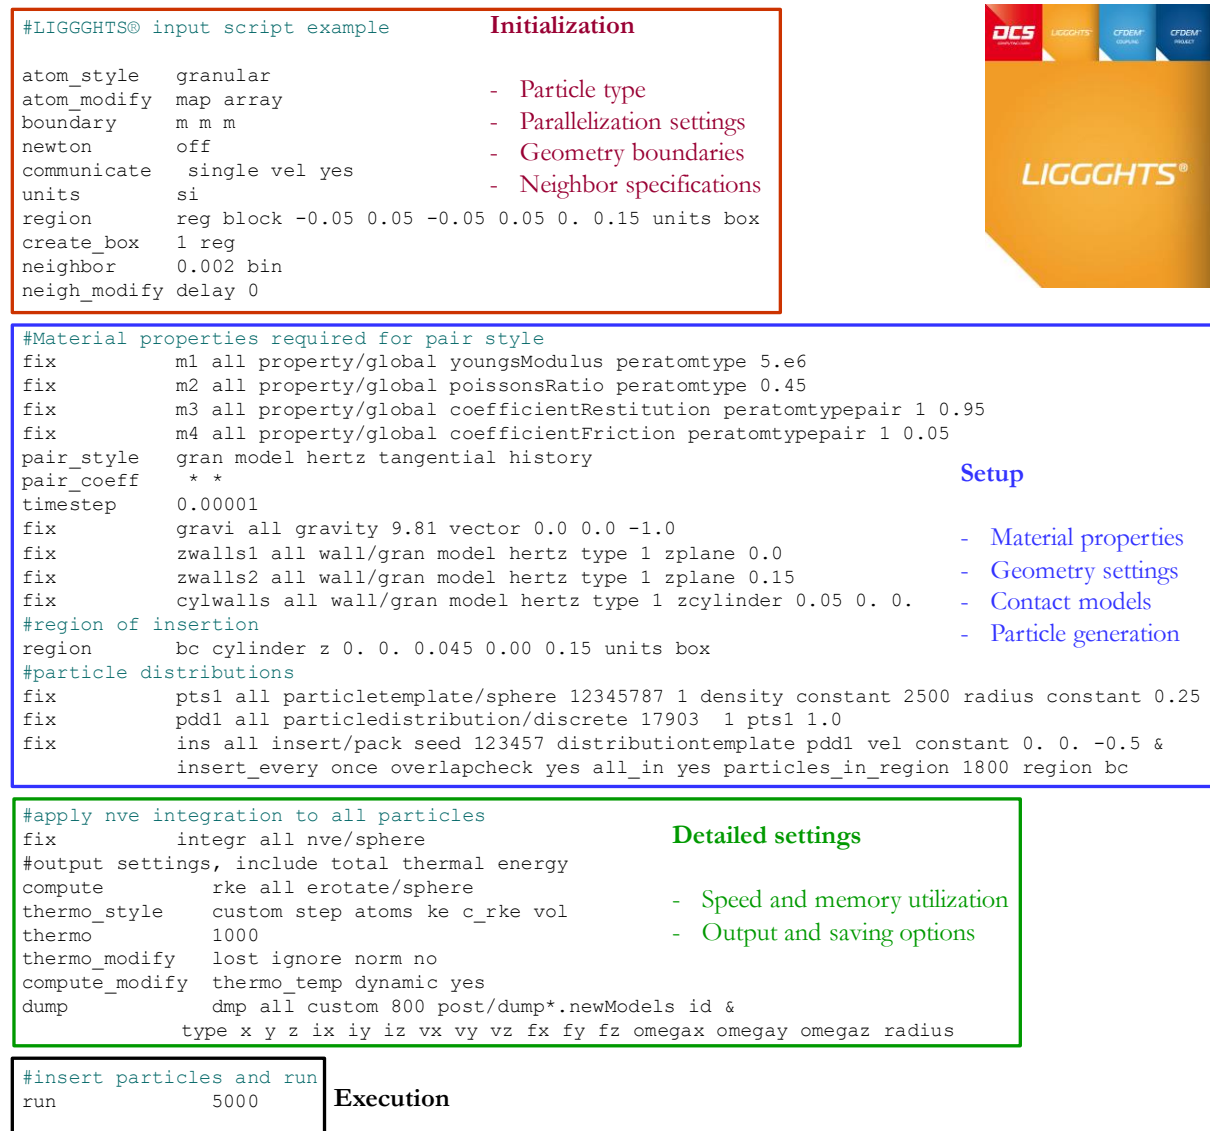 #LIGGGHTS® input script example
Initialization
atom_style granular
atom_modify map array
boundary m m m
newton off
communicate single vel yes
units si
region reg block -0.05 0.05 -0.05 0.05 0. 0.15 units box
create_box 1 reg
neighbor 0.002 bin
neigh_modify delay 0
- Particle type
- Parallelization settings
- Geometry boundaries
- Neighbor specifications
DCS
LIGGGHTS
CFDEM
CFDEM
LIGGGHTS®
#Material properties required for pair style
fix m1 all property/global youngsModulus peratomtype 5.e6
fix m2 all property/global poissonsRatio peratomtype 0.45
fix m3 all property/global coefficientRestitution peratomtypepair 1 0.95
fix m4 all property/global coefficientFriction peratomtypepair 1 0.05
pair_style gran model hertz tangential history
pair_coeff * *
timestep 0.00001
fix gravi all gravity 9.81 vector 0.0 0.0 -1.0
fix zwalls1 all wall/gran model hertz type 1 zplane 0.0
fix zwalls2 all wall/gran model hertz type 1 zplane 0.15
fix cylwalls all wall/gran model hertz type 1 zcylinder 0.05 0. 0.
#region of insertion
region bc cylinder z 0. 0. 0.045 0.00 0.15 units box
#particle distributions
fix pts1 all particletemplate/sphere 12345787 1 density constant 2500 radius constant 0.25
fix pdd1 all particledistribution/discrete 17903 1 pts1 1.0
fix ins all insert/pack seed 123457 distributiontemplate pdd1 vel constant 0. 0. -0.5 &
insert_every once overlapcheck yes all_in yes particles_in_region 1800 region bc
Setup
- Material properties
- Geometry settings
- Contact models
- Particle generation
#apply nve integration to all particles
fix integr all nve/sphere
#output settings, include total thermal energy
compute rke all erotate/sphere
thermo_style custom step atoms ke c_rke vol
thermo 1000
thermo_modify lost ignore norm no
compute_modify thermo_temp dynamic yes
dump dmp all custom 800 post/dump*.newModels id &
type x y z ix iy iz vx vy vz fx fy fz omegax omegay omegaz radius
Detailed settings
- Speed and memory utilization
- Output and saving options
#insert particles and run
run 5000
Execution